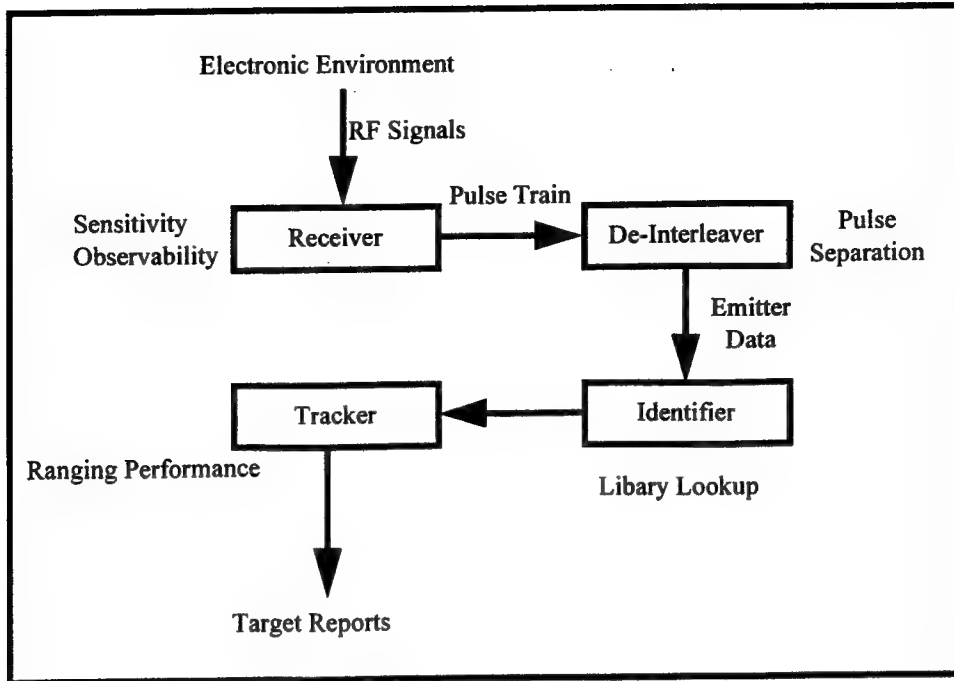 Electronic Environment
RF Signals
Pulse Train
Sensitivity
Observability
Receiver
De-Interleaver
Pulse
Separation
Emitter
Data
Tracker
Identifier
Ranging Performance
Libary Lookup
Target Reports